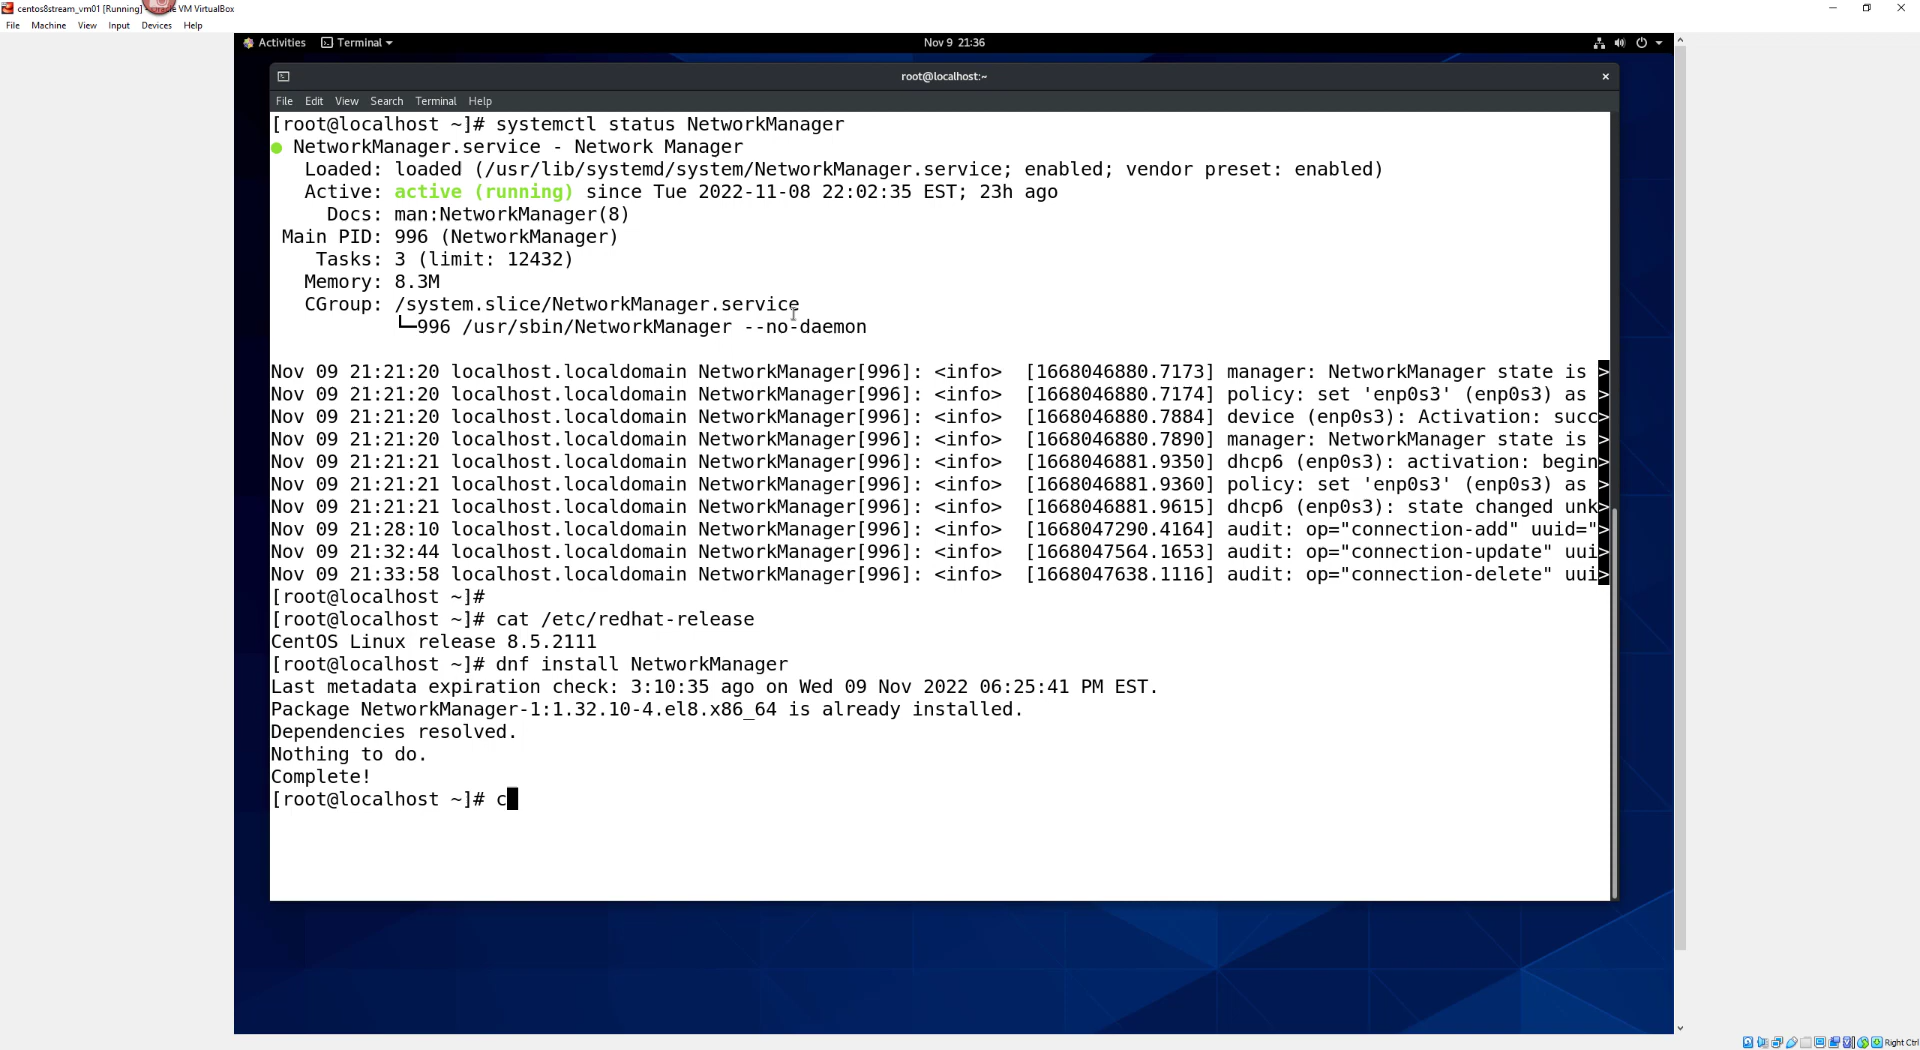 centos8stream_vm01 [Running] - Oracle VM VirtualBox
File Machine View Input Devices Help
Activities Terminal Nov 9 21:36
root@localhost:~ ×
File Edit View Search Terminal Help
[root@localhost ~]# systemctl status NetworkManager
● NetworkManager.service - Network Manager
Loaded: loaded (/usr/lib/systemd/system/NetworkManager.service; enabled; vendor preset: enabled)
Active: active (running) since Tue 2022-11-08 22:02:35 EST; 23h ago
Docs: man:NetworkManager(8)
Main PID: 996 (NetworkManager)
Tasks: 3 (limit: 12432)
Memory: 8.3M
CGroup: /system.slice/NetworkManager.service
└─996 /usr/sbin/NetworkManager --no-daemon
Nov 09 21:21:20 localhost.localdomain NetworkManager[996]: <info> [1668046880.7173] manager: NetworkManager state is >
Nov 09 21:21:20 localhost.localdomain NetworkManager[996]: <info> [1668046880.7174] policy: set 'enp0s3' (enp0s3) as >
Nov 09 21:21:20 localhost.localdomain NetworkManager[996]: <info> [1668046880.7884] device (enp0s3): Activation: succ>
Nov 09 21:21:20 localhost.localdomain NetworkManager[996]: <info> [1668046880.7890] manager: NetworkManager state is >
Nov 09 21:21:21 localhost.localdomain NetworkManager[996]: <info> [1668046881.9350] dhcp6 (enp0s3): activation: begin>
Nov 09 21:21:21 localhost.localdomain NetworkManager[996]: <info> [1668046881.9360] policy: set 'enp0s3' (enp0s3) as >
Nov 09 21:21:21 localhost.localdomain NetworkManager[996]: <info> [1668046881.9615] dhcp6 (enp0s3): state changed unk>
Nov 09 21:28:10 localhost.localdomain NetworkManager[996]: <info> [1668047290.4164] audit: op="connection-add" uuid=">
Nov 09 21:32:44 localhost.localdomain NetworkManager[996]: <info> [1668047564.1653] audit: op="connection-update" uui>
Nov 09 21:33:58 localhost.localdomain NetworkManager[996]: <info> [1668047638.1116] audit: op="connection-delete" uui>
[root@localhost ~]#
[root@localhost ~]# cat /etc/redhat-release
CentOS Linux release 8.5.2111
[root@localhost ~]# dnf install NetworkManager
Last metadata expiration check: 3:10:35 ago on Wed 09 Nov 2022 06:25:41 PM EST.
Package NetworkManager-1:1.32.10-4.el8.x86_64 is already installed.
Dependencies resolved.
Nothing to do.
Complete!
[root@localhost ~]# c
Right Ctrl